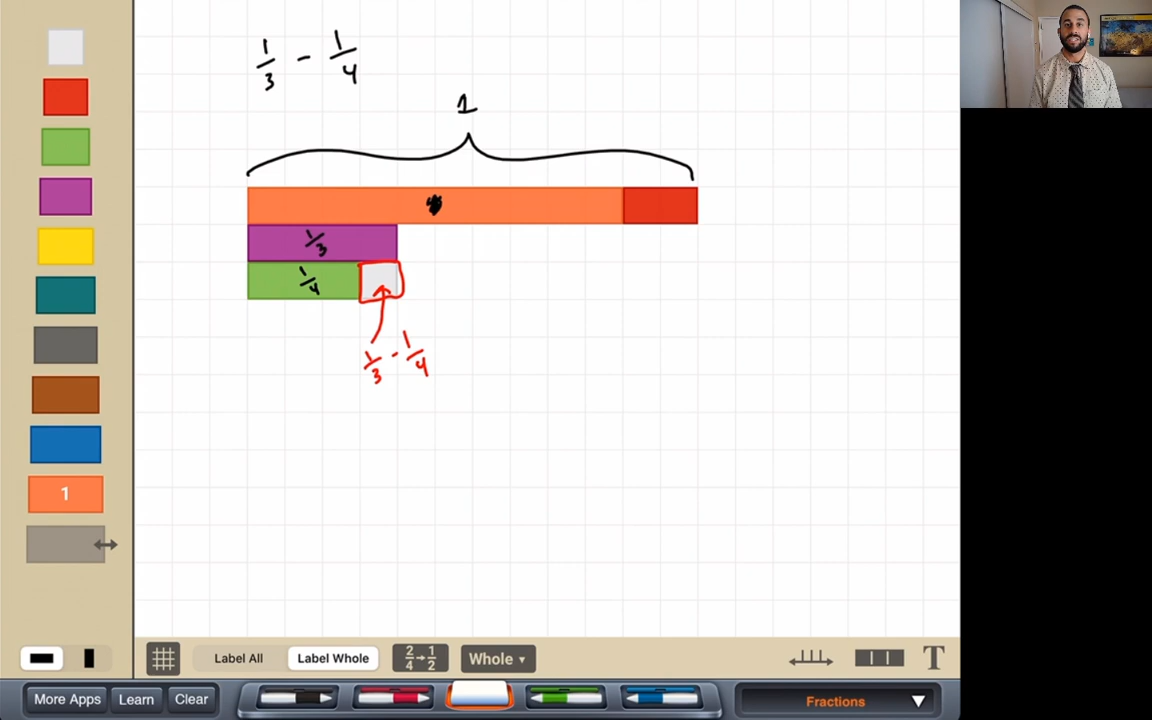 1/3 - 1/4
1
1/3
1/4
1/3 - 1/4
1
Label All
Label Whole
2/4 → 1/2
Whole ▾
T
More Apps
Learn
Clear
Fractions ▼